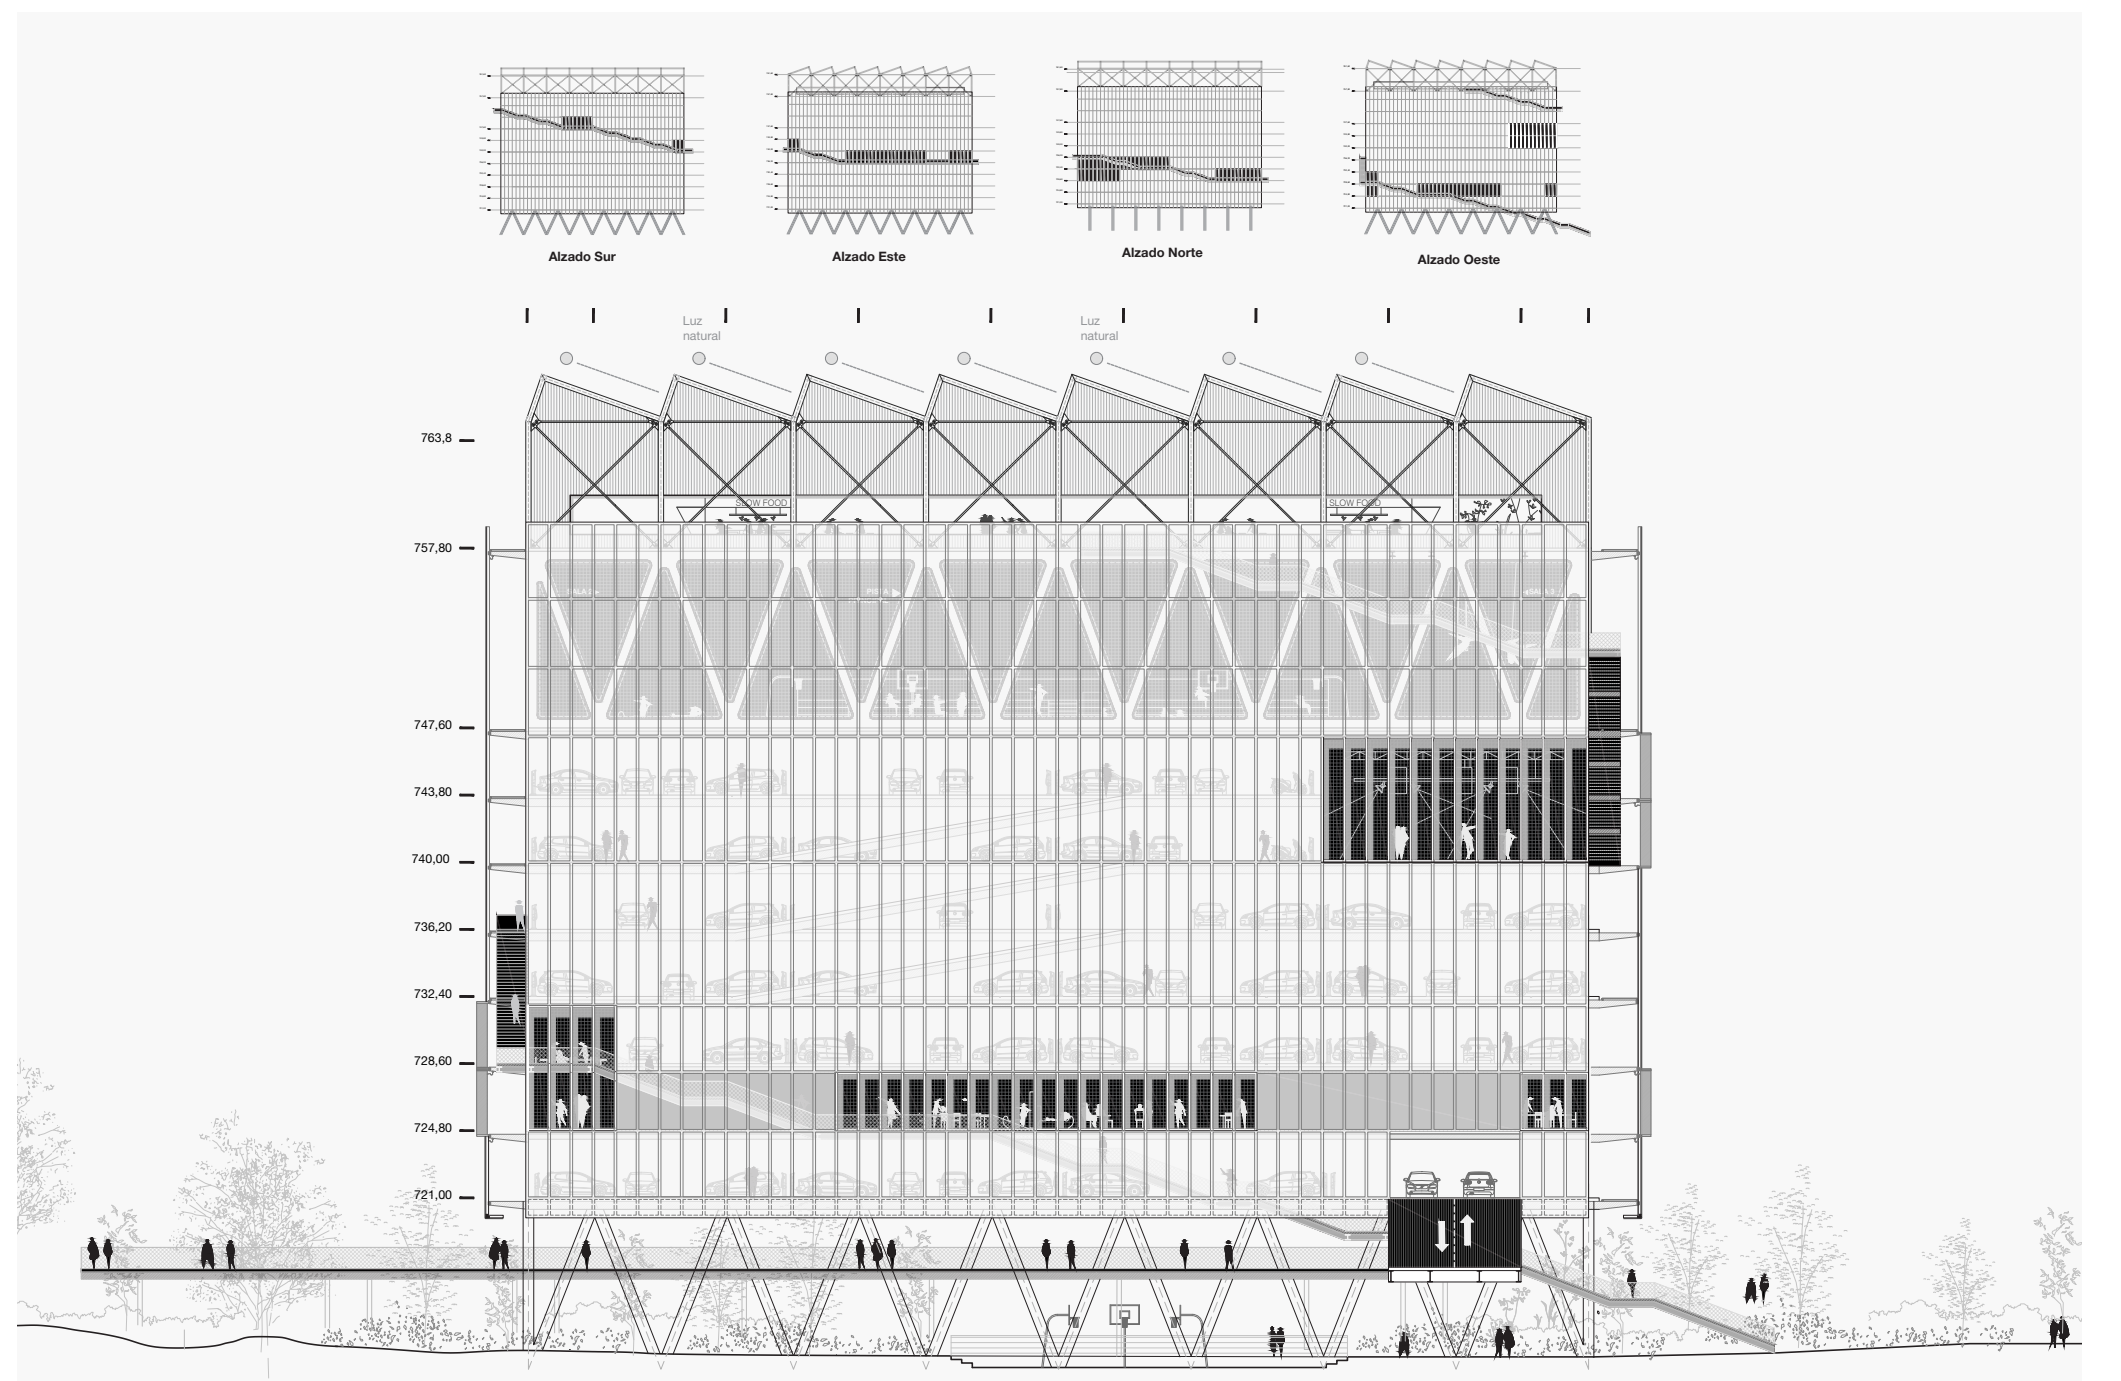 Alzado Sur
Alzado Este
Alzado Norte
Alzado Oeste
Luz
natural
Luz
natural
763,8
SLOW FOOD
SLOW FOOD
757,80
PISTA
747,60
743,80
740,00
736,20
732,40
728,60
724,80
721,00